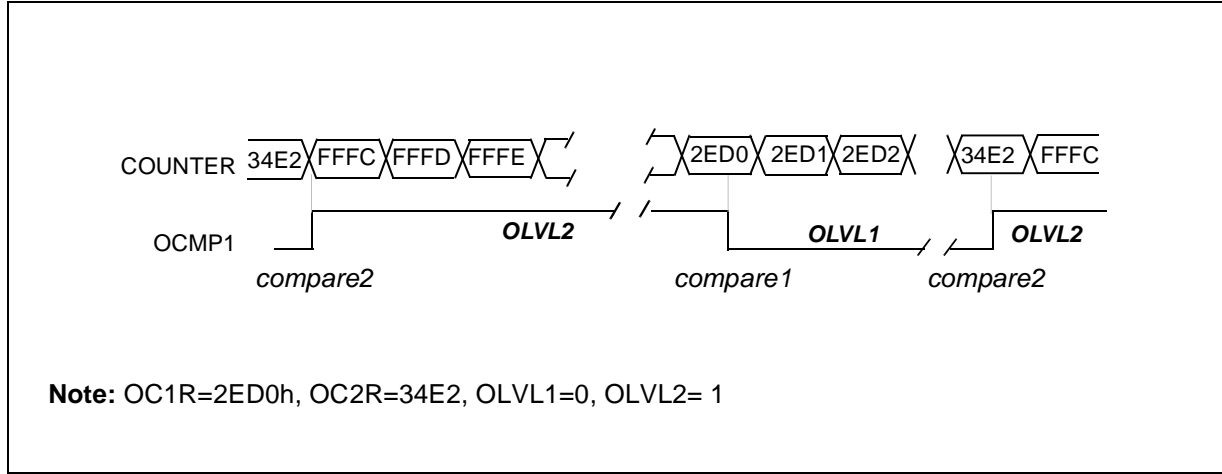 COUNTER 34E2 FFFC FFFD FFFE 2ED0 2ED1 2ED2 34E2 FFFC
OCMP1 OLVL2 OLVL1 OLVL2
compare2 compare1 compare2
Note: OC1R=2ED0h, OC2R=34E2, OLVL1=0, OLVL2= 1